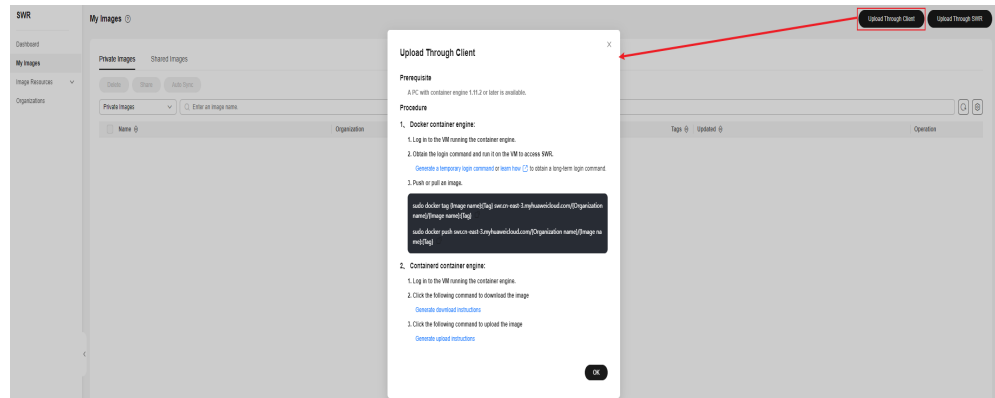 SWR
My Images
Upload Through Client
Upload Through SWR
Dashboard
My Images
Image Resources
Organizations
Private Images
Shared Images
Delete
Share
Auto Sync
Private Images
Enter an image name.
Name
Organization
Tags
Updated
Operation
Upload Through Client
Prerequisite
A PC with container engine 1.11.2 or later is available.
Procedure
1、 Docker container engine:
1. Log in to the VM running the container engine.
2. Obtain the login command and run it on the VM to access SWR.
Generate a temporary login command or learn how to obtain a long-term login command.
3. Push or pull an image.
sudo docker tag {Image name}:{Tag} swr.cn-east-3.myhuaweicloud.com/{Organization
name}/{Image name}:{Tag}
sudo docker push swr.cn-east-3.myhuaweicloud.com/{Organization name}/{Image na
me}:{Tag}
2、 Containerd container engine:
1. Log in to the VM running the container engine.
2. Click the following command to download the image
Generate download instructions
3. Click the following command to upload the image
Generate upload instructions
OK